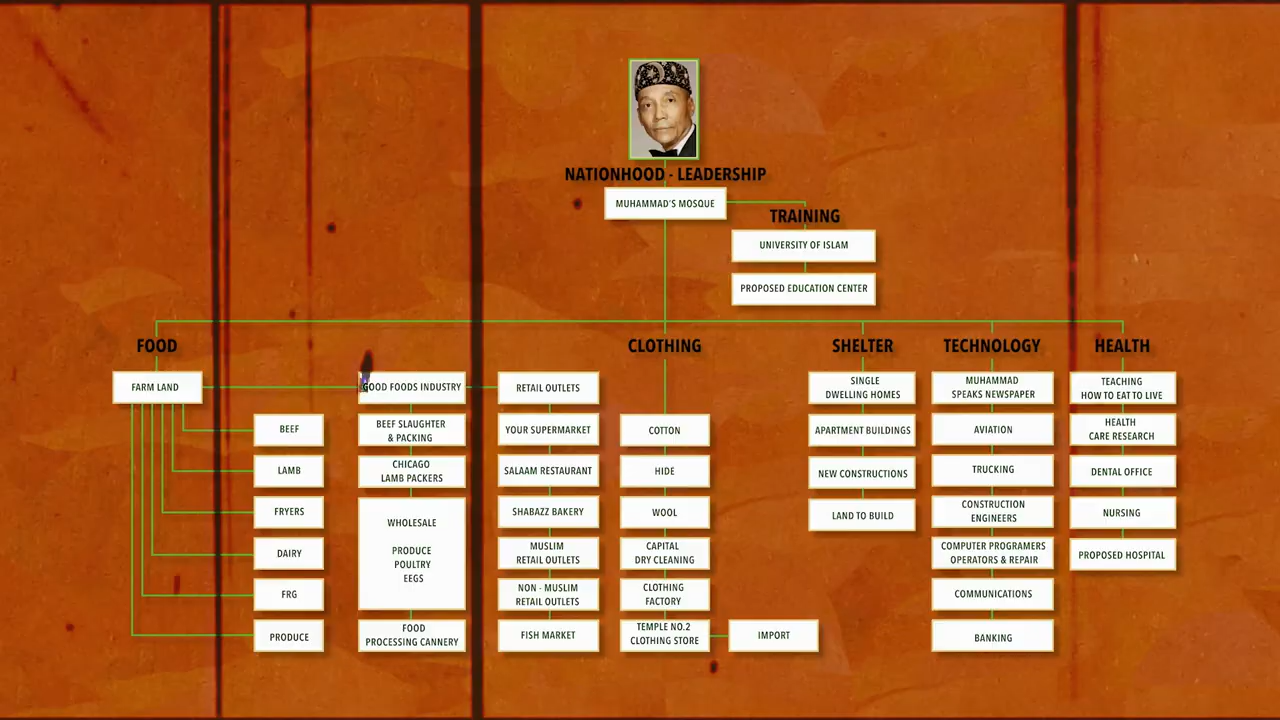 NATIONHOOD - LEADERSHIP
MUHAMMAD'S MOSQUE
TRAINING
UNIVERSITY OF ISLAM
PROPOSED EDUCATION CENTER
FOOD
FARM LAND
BEEF
LAMB
FRYERS
DAIRY
FRG
PRODUCE
GOOD FOODS INDUSTRY
BEEF SLAUGHTER
& PACKING
CHICAGO
LAMB PACKERS
WHOLESALE
PRODUCE
POULTRY
EEGS
FOOD
PROCESSING CANNERY
RETAIL OUTLETS
YOUR SUPERMARKET
SALAAM RESTAURANT
SHABAZZ BAKERY
MUSLIM
RETAIL OUTLETS
NON - MUSLIM
RETAIL OUTLETS
FISH MARKET
CLOTHING
COTTON
HIDE
WOOL
CAPITAL
DRY CLEANING
CLOTHING
FACTORY
TEMPLE NO.2
CLOTHING STORE
IMPORT
SHELTER
SINGLE
DWELLING HOMES
APARTMENT BUILDINGS
NEW CONSTRUCTIONS
LAND TO BUILD
TECHNOLOGY
MUHAMMAD
SPEAKS NEWSPAPER
AVIATION
TRUCKING
CONSTRUCTION
ENGINEERS
COMPUTER PROGRAMERS
OPERATORS & REPAIR
COMMUNICATIONS
BANKING
HEALTH
TEACHING
HOW TO EAT TO LIVE
HEALTH
CARE RESEARCH
DENTAL OFFICE
NURSING
PROPOSED HOSPITAL